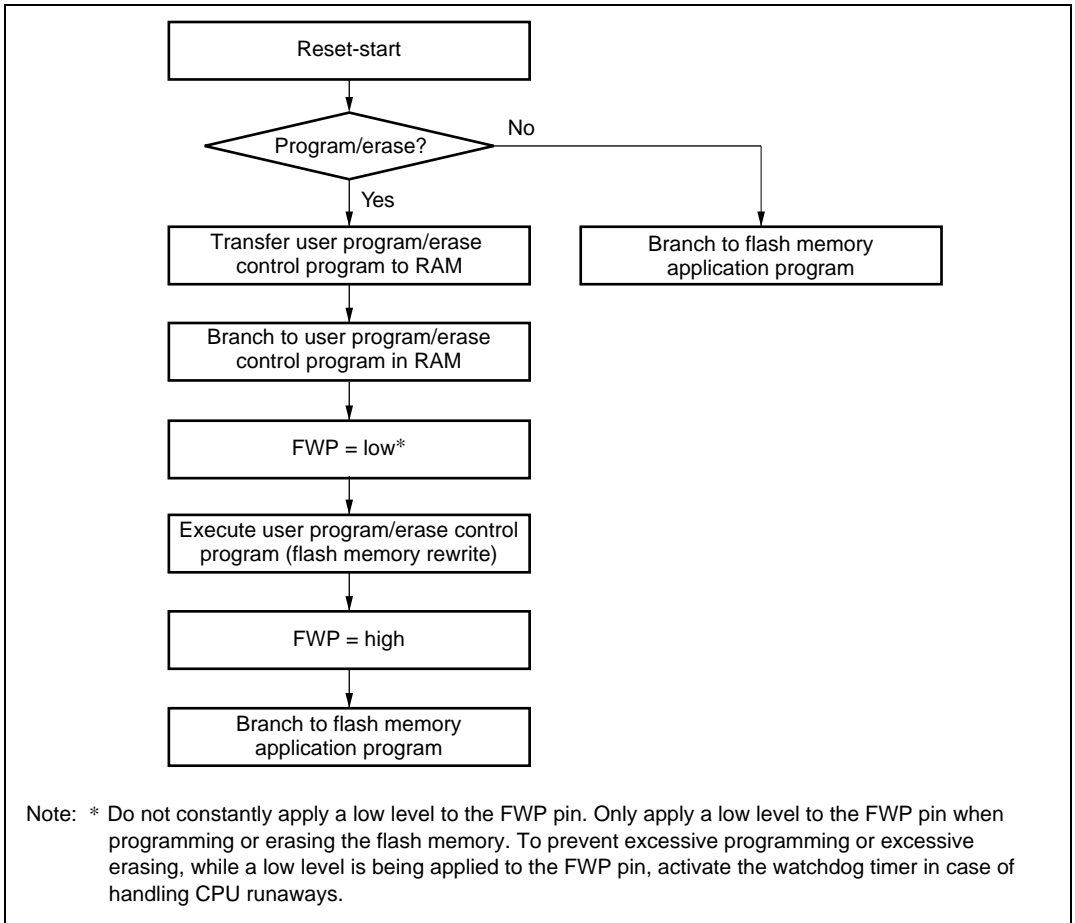 Reset-start
Program/erase?
No
Yes
Transfer user program/erase
control program to RAM
Branch to flash memory
application program
Branch to user program/erase
control program in RAM
FWP = low*
Execute user program/erase control
program (flash memory rewrite)
FWP = high
Branch to flash memory
application program
Note: * Do not constantly apply a low level to the FWP pin. Only apply a low level to the FWP pin when
programming or erasing the flash memory. To prevent excessive programming or excessive
erasing, while a low level is being applied to the FWP pin, activate the watchdog timer in case of
handling CPU runaways.